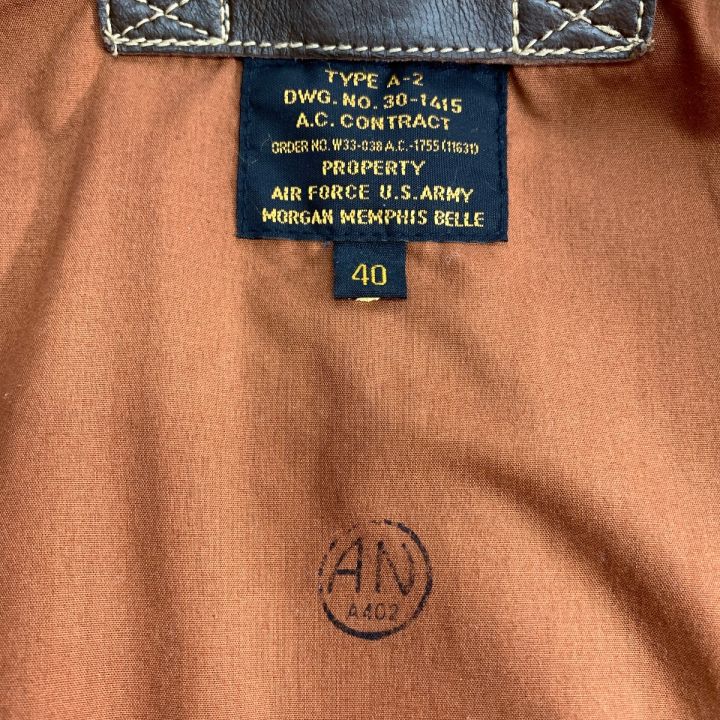 TYPE A-2
DWG. NO. 30-1415
A.C. CONTRACT
ORDER NO. W33-038 A.C.-1755 (11631)
PROPERTY
AIR FORCE U.S. ARMY
MORGAN MEMPHIS BELLE
40
AN
A402